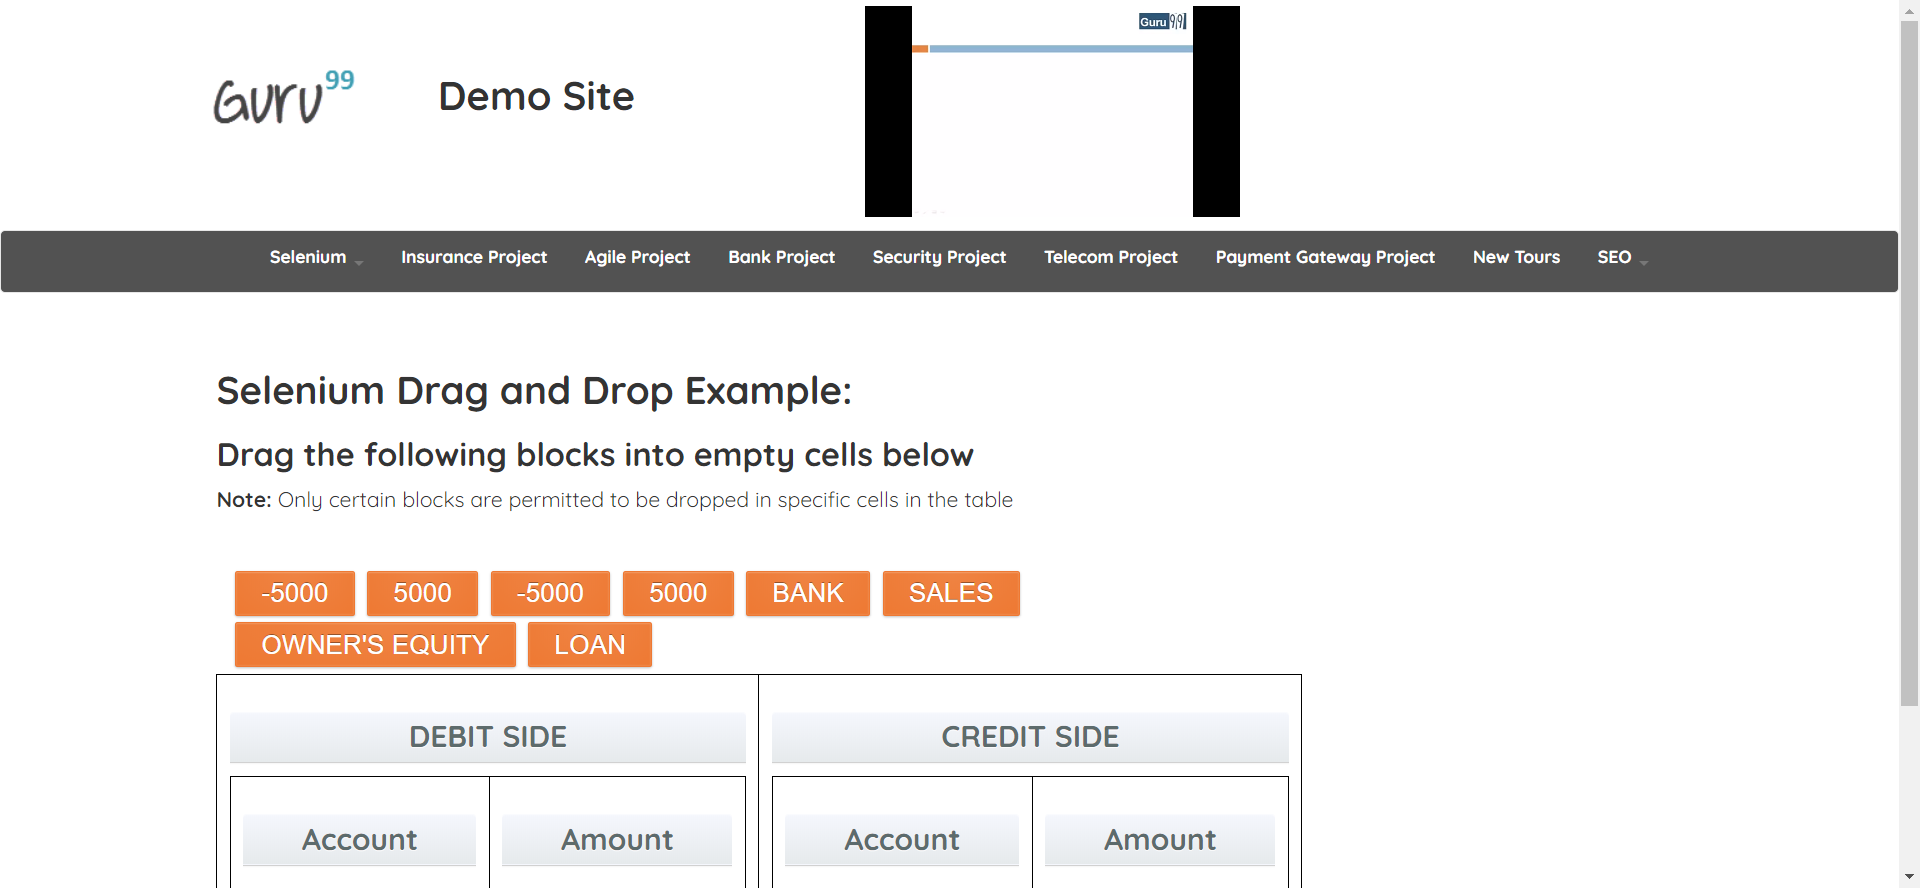 Guru99
Guru 99
Demo Site
Selenium
Insurance Project
Agile Project
Bank Project
Security Project
Telecom Project
Payment Gateway Project
New Tours
SEO
Selenium Drag and Drop Example:
Drag the following blocks into empty cells below
Note: Only certain blocks are permitted to be dropped in specific cells in the table
-5000
5000
-5000
5000
BANK
SALES
OWNER'S EQUITY
LOAN
DEBIT SIDE
CREDIT SIDE
Account
Amount
Account
Amount